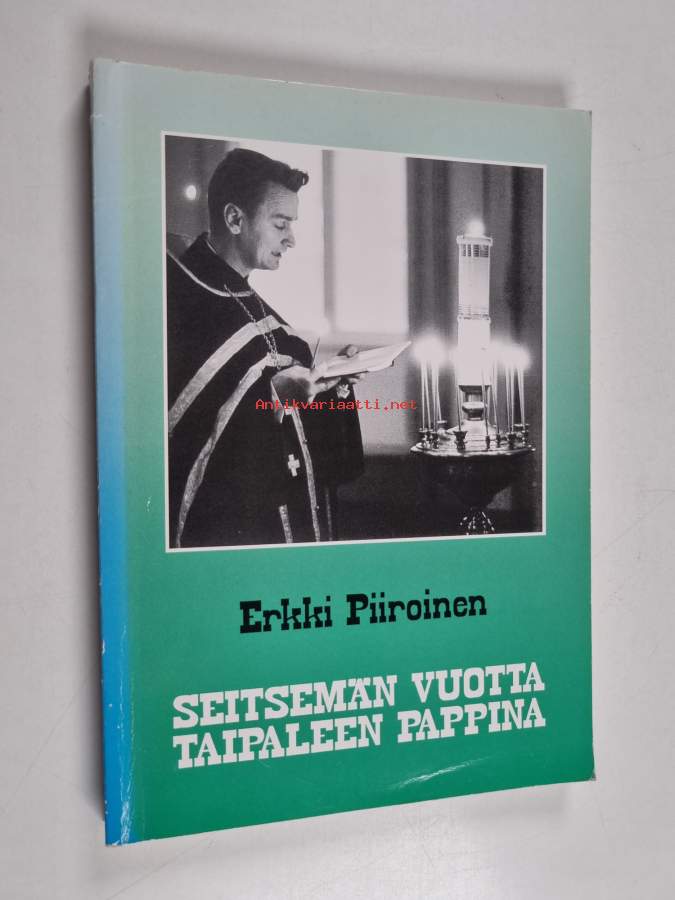 Antikvariaatti.net
Erkki Piiroinen
SEITSEMÄN VUOTTA
TAIPALEEN PAPPINA